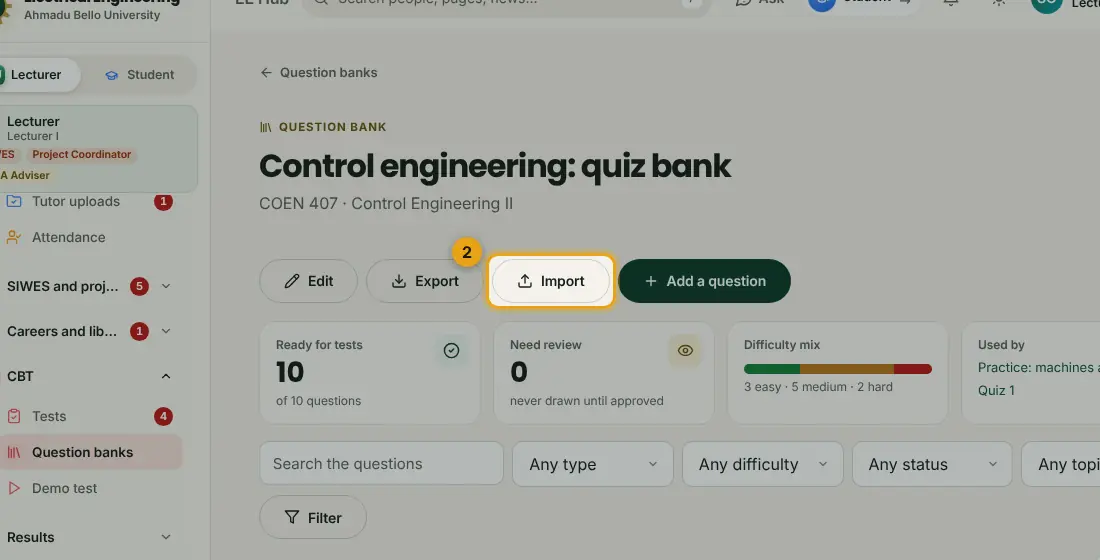 Ahmadu Bello University
Lecturer
Student
Lecturer
Lecturer I
Project Coordinator
Adviser
Tutor uploads
1
Attendance
SIWES and proj...
5
Careers and lib...
1
CBT
Tests
4
Question banks
Demo test
Results
Question banks
QUESTION BANK
Control engineering: quiz bank
COEN 407 · Control Engineering II
2
Edit
Export
Import
+ Add a question
Ready for tests
10
of 10 questions
Need review
0
never drawn until approved
Difficulty mix
3 easy · 5 medium · 2 hard
Used by
Practice: machines
Quiz 1
Search the questions
Any type
Any difficulty
Any status
Any
Filter